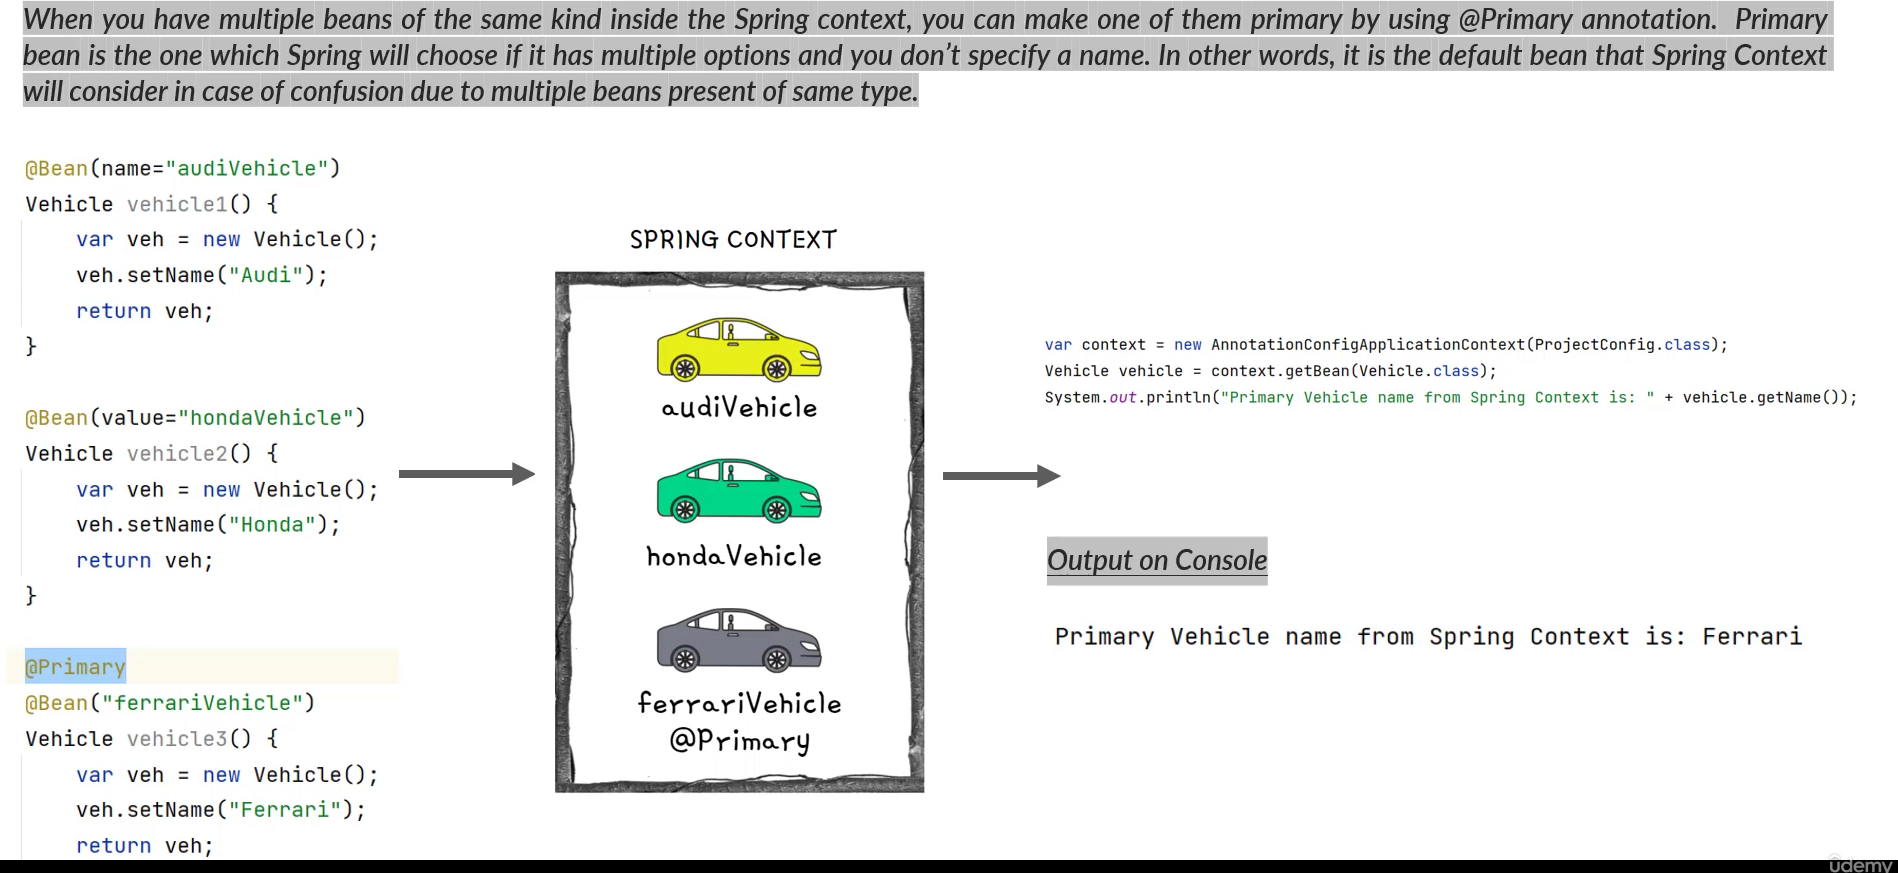 When you have multiple beans of the same kind inside the Spring context, you can make one of them primary by using @Primary annotation. Primary
bean is the one which Spring will choose if it has multiple options and you don’t specify a name. In other words, it is the default bean that Spring Context
will consider in case of confusion due to multiple beans present of same type.
@Bean(name="audiVehicle")
Vehicle vehicle1() {
var veh = new Vehicle();
veh.setName("Audi");
return veh;
}
@Bean(value="hondaVehicle")
Vehicle vehicle2() {
var veh = new Vehicle();
veh.setName("Honda");
return veh;
}
@Primary
@Bean("ferrariVehicle")
Vehicle vehicle3() {
var veh = new Vehicle();
veh.setName("Ferrari");
return veh;
SPRING CONTEXT
audiVehicle
hondaVehicle
ferrariVehicle
@Primary
var context = new AnnotationConfigApplicationContext(ProjectConfig.class);
Vehicle vehicle = context.getBean(Vehicle.class);
System.out.println("Primary Vehicle name from Spring Context is: " + vehicle.getName());
Output on Console
Primary Vehicle name from Spring Context is: Ferrari
ûdemy